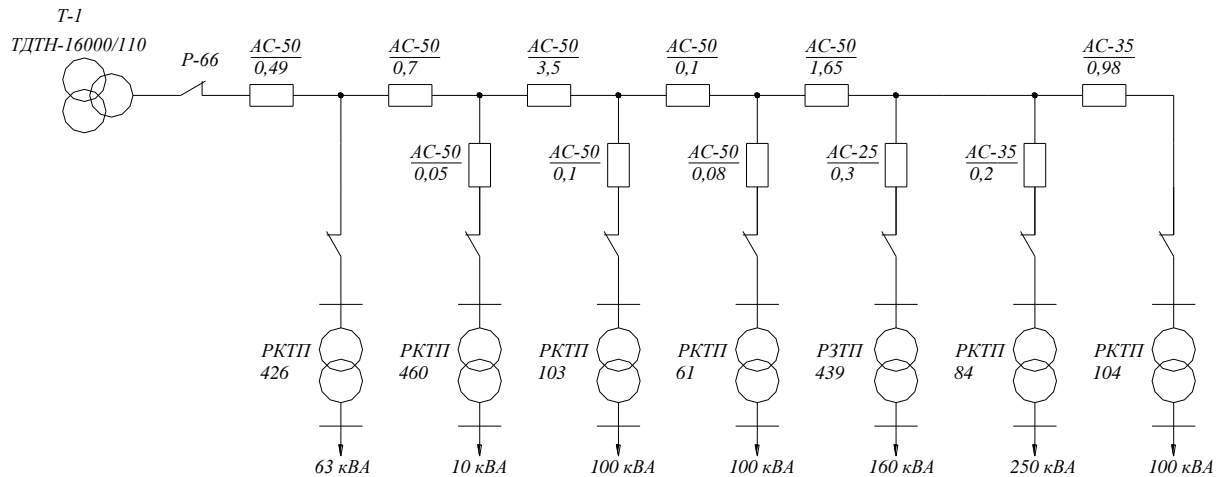 Т-1
ТДТН-16000/110
Р-66
АС-50
0,49
АС-50
0,7
АС-50
3,5
АС-50
0,1
АС-50
1,65
АС-35
0,98
АС-50
0,05
АС-50
0,1
АС-50
0,08
АС-25
0,3
АС-35
0,2
РКТП
426
РКТП
460
РКТП
103
РКТП
61
РЗТП
439
РКТП
84
РКТП
104
63 кВА
10 кВА
100 кВА
100 кВА
160 кВА
250 кВА
100 кВА